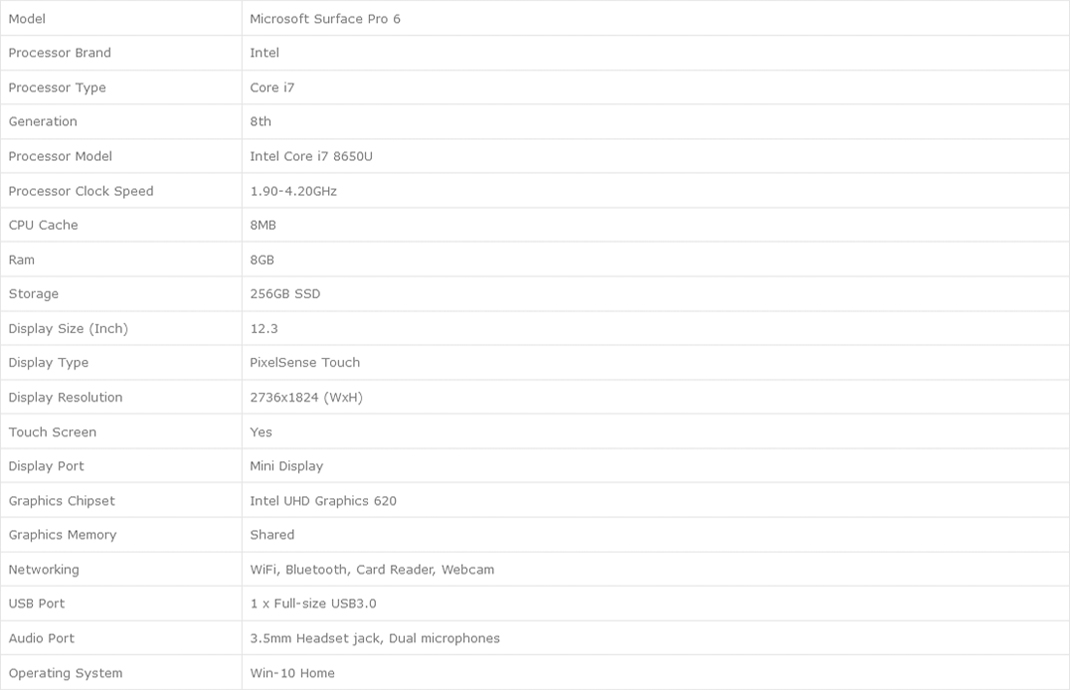 Model Microsoft Surface Pro 6
Processor Brand Intel
Processor Type Core i7
Generation 8th
Processor Model Intel Core i7 8650U
Processor Clock Speed 1.90-4.20GHz
CPU Cache 8MB
Ram 8GB
Storage 256GB SSD
Display Size (Inch) 12.3
Display Type PixelSense Touch
Display Resolution 2736x1824 (WxH)
Touch Screen Yes
Display Port Mini Display
Graphics Chipset Intel UHD Graphics 620
Graphics Memory Shared
Networking WiFi, Bluetooth, Card Reader, Webcam
USB Port 1 x Full-size USB3.0
Audio Port 3.5mm Headset jack, Dual microphones
Operating System Win-10 Home